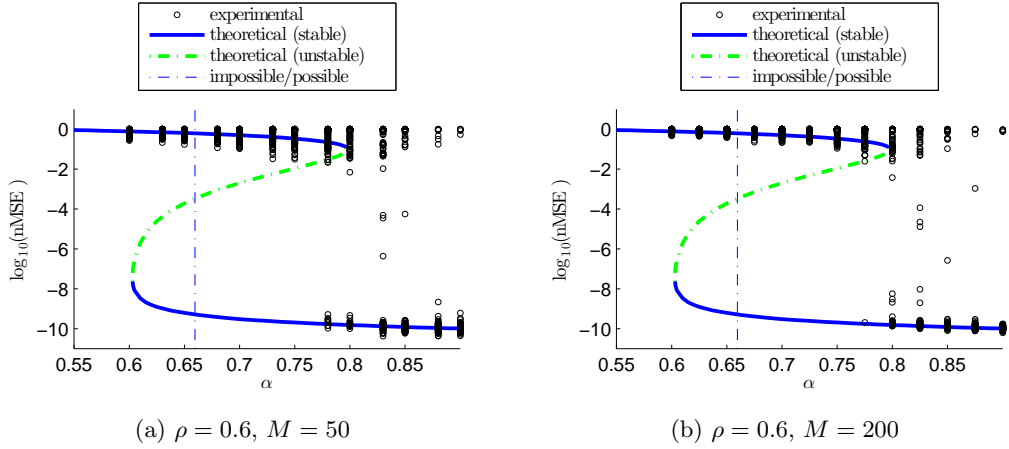 experimental
theoretical (stable)
theoretical (unstable)
impossible/possible
0
−2
−4
−6
−8
−10
log₁₀(nMSE )
0.55 0.6 0.65 0.7 0.75 0.8 0.85
α
(a) ρ = 0.6, M = 50
experimental
theoretical (stable)
theoretical (unstable)
impossible/possible
0
−2
−4
−6
−8
−10
log₁₀(nMSE )
0.55 0.6 0.65 0.7 0.75 0.8 0.85
α
(b) ρ = 0.6, M = 200